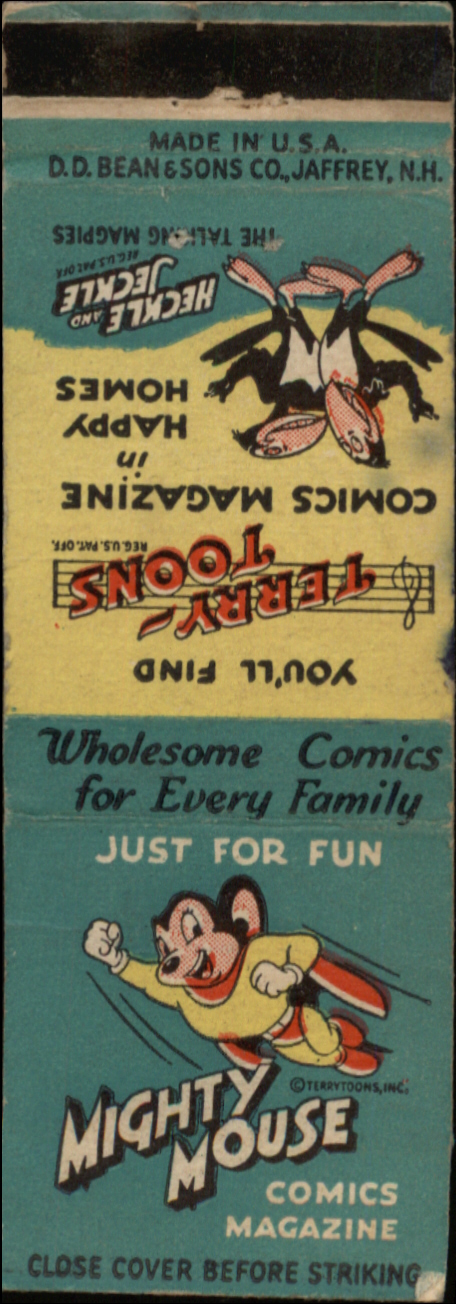 MADE IN U.S.A.
D.D. BEAN & SONS CO., JAFFREY, N.H.
YOU'LL FIND
TERRY-
TOONS
REG. U.S. PAT. OFF.
COMICS MAGAZINE
in
HAPPY
HOMES
HECKLE AND
JECKLE
REG. U.S. PAT. OFF.
THE TALKING MAGPIES
Wholesome Comics
for Every Family
JUST FOR FUN
© TERRYTOONS, INC.
MIGHTY
MOUSE
COMICS
MAGAZINE
CLOSE COVER BEFORE STRIKING